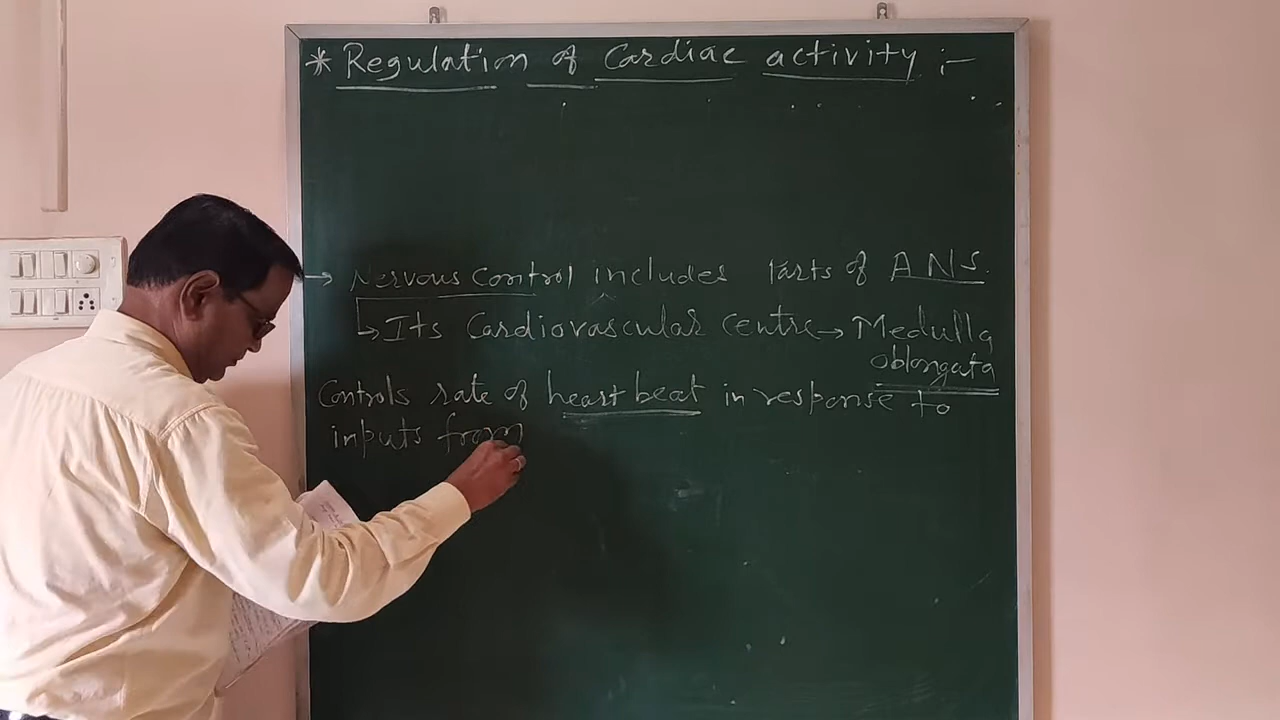 * Regulation of Cardiac activity :-
→ Nervous Control includes Parts of ANS.
→ Its Cardiovascular Centre → Medulla
oblongata
Controls rate of heart beat in response to
inputs from